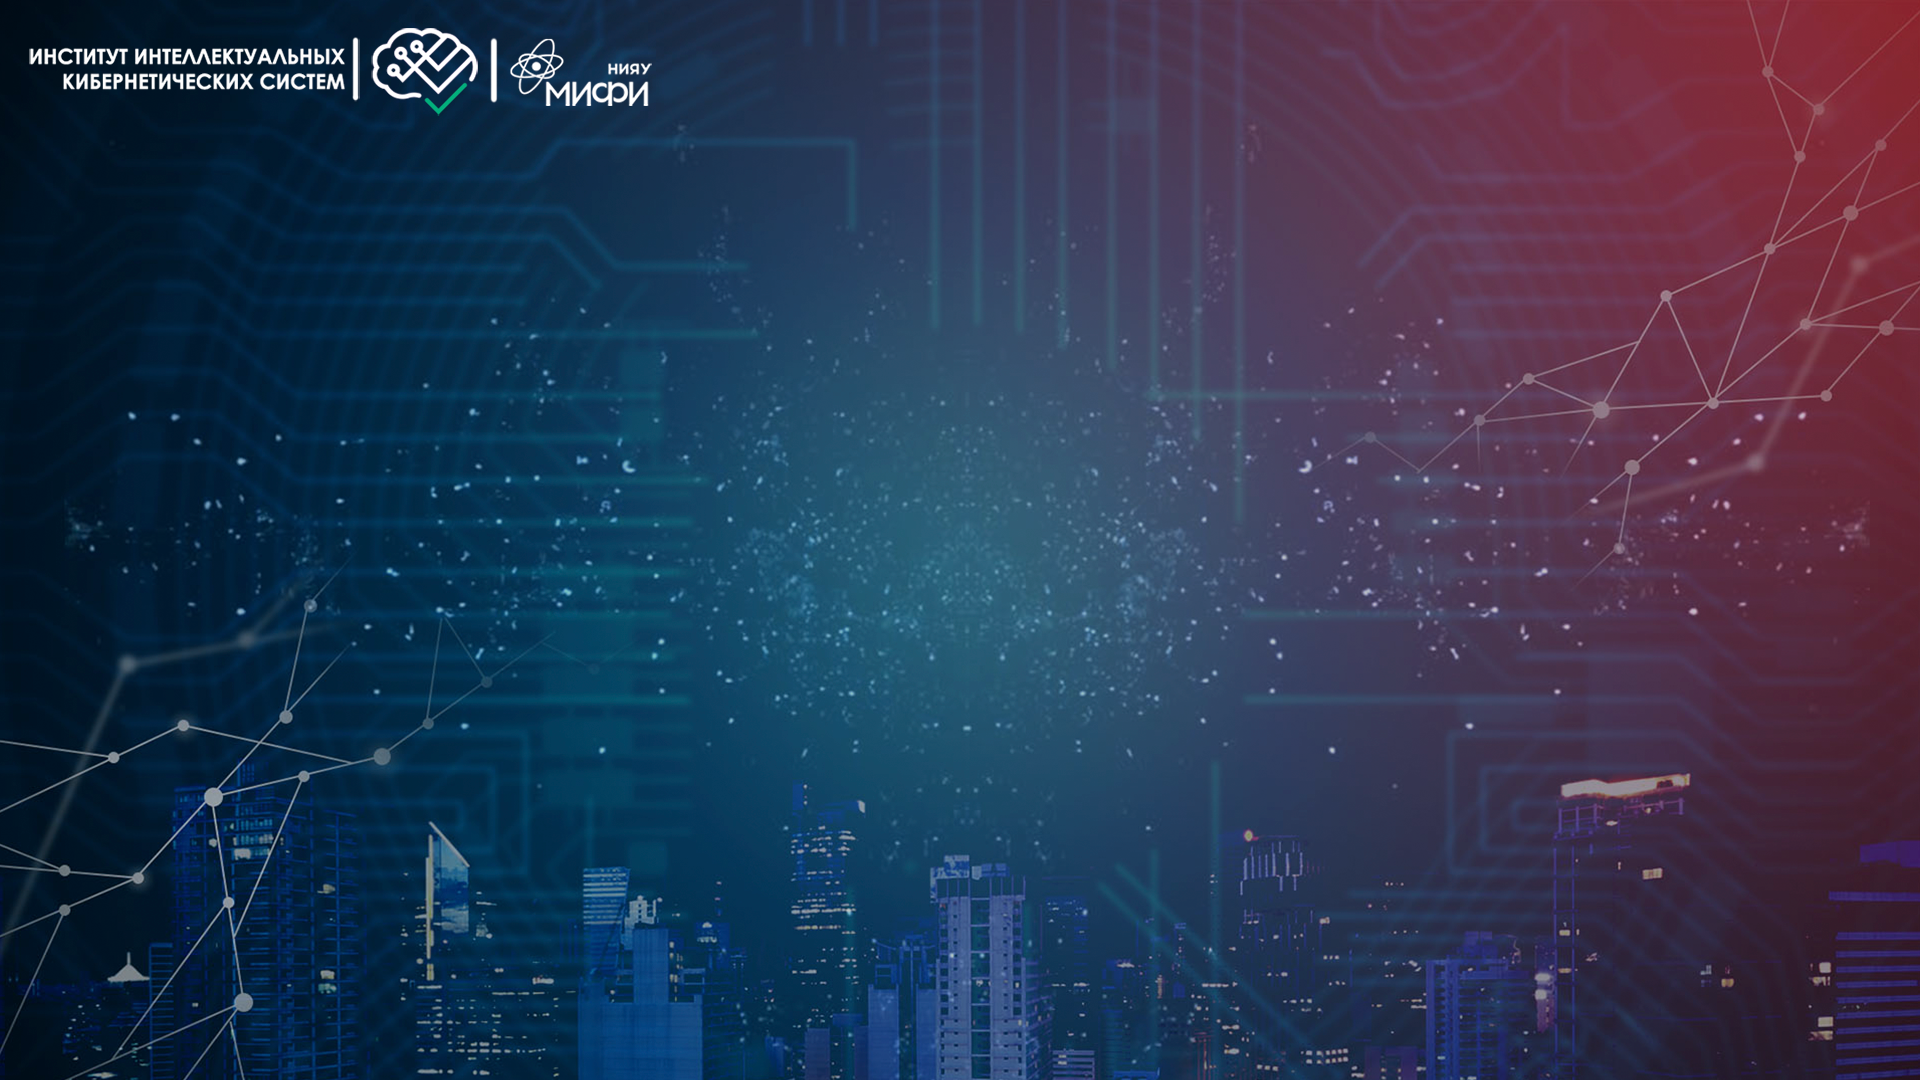 ИНСТИТУТ ИНТЕЛЛЕКТУАЛЬНЫХ
КИБЕРНЕТИЧЕСКИХ СИСТЕМ
НИЯУ
МИФИ